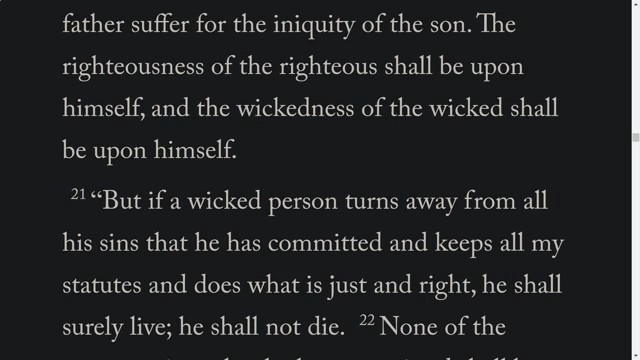 father suffer for the iniquity of the son. The
righteousness of the righteous shall be upon
himself, and the wickedness of the wicked shall
be upon himself.
21 “But if a wicked person turns away from all
his sins that he has committed and keeps all my
statutes and does what is just and right, he shall
surely live; he shall not die. 22 None of the